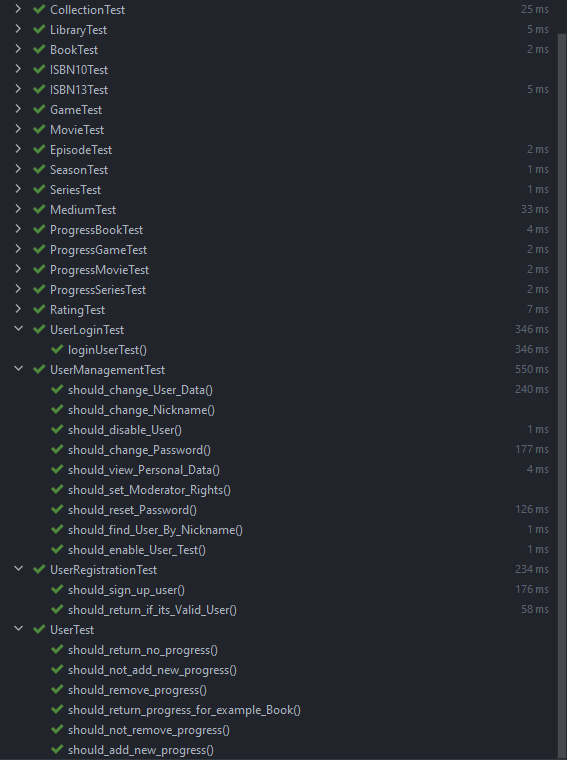 CollectionTest 25 ms
LibraryTest 5 ms
BookTest 2 ms
ISBN10Test
ISBN13Test 5 ms
GameTest
MovieTest
EpisodeTest 2 ms
SeasonTest 1 ms
SeriesTest 1 ms
MediumTest 33 ms
ProgressBookTest 4 ms
ProgressGameTest 2 ms
ProgressMovieTest 2 ms
ProgressSeriesTest 2 ms
RatingTest 7 ms
UserLoginTest 346 ms
loginUserTest() 346 ms
UserManagementTest 550 ms
should_change_User_Data() 240 ms
should_change_Nickname()
should_disable_User() 1 ms
should_change_Password() 177 ms
should_view_Personal_Data() 4 ms
should_set_Moderator_Rights()
should_reset_Password() 126 ms
should_find_User_By_Nickname() 1 ms
should_enable_User_Test() 1 ms
UserRegistrationTest 234 ms
should_sign_up_user() 176 ms
should_return_if_its_Valid_User() 58 ms
UserTest
should_return_no_progress()
should_not_add_new_progress()
should_remove_progress()
should_return_progress_for_example_Book()
should_not_remove_progress()
should_add_new_progress()